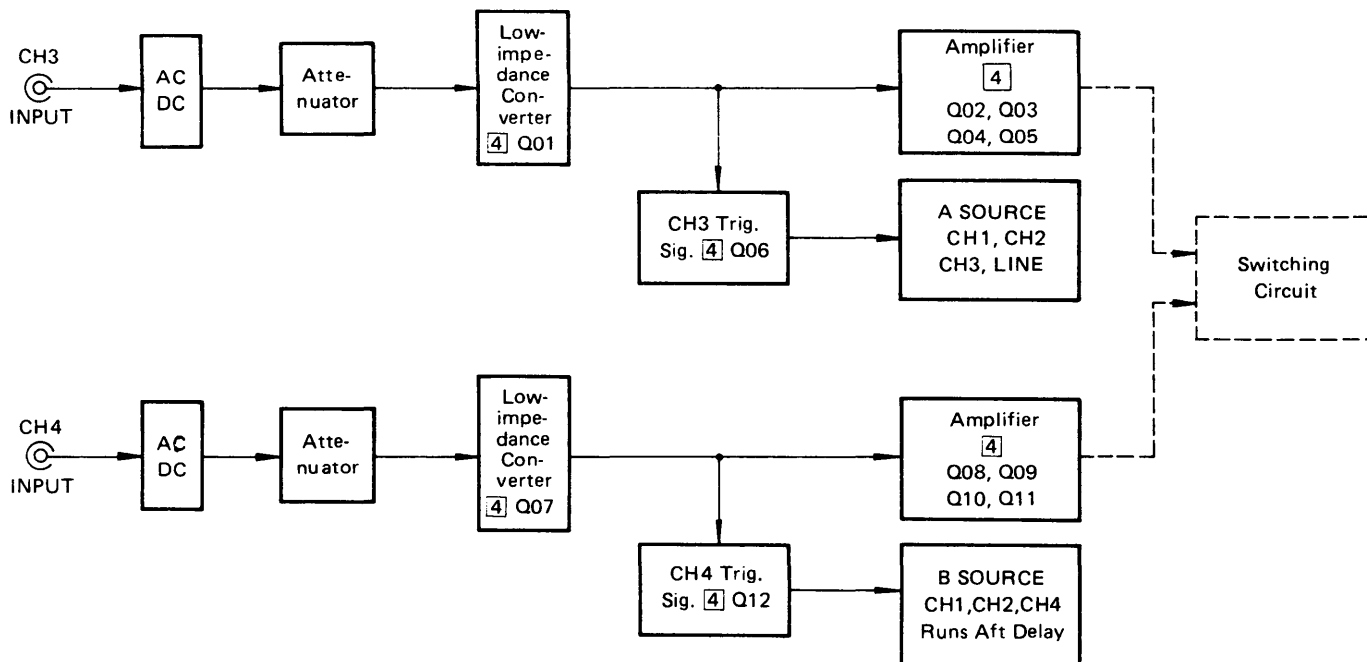 CH3
INPUT
AC
DC
Atte-
nuator
Low-
impe-
dance
Con-
verter
4 Q01
Amplifier
4
Q02, Q03
Q04, Q05
CH3 Trig.
Sig. 4 Q06
A SOURCE
CH1, CH2
CH3, LINE
Switching
Circuit
CH4
INPUT
AC
DC
Atte-
nuator
Low-
impe-
dance
Con-
verter
4 Q07
Amplifier
4
Q08, Q09
Q10, Q11
CH4 Trig.
Sig. 4 Q12
B SOURCE
CH1,CH2,CH4
Runs Aft Delay